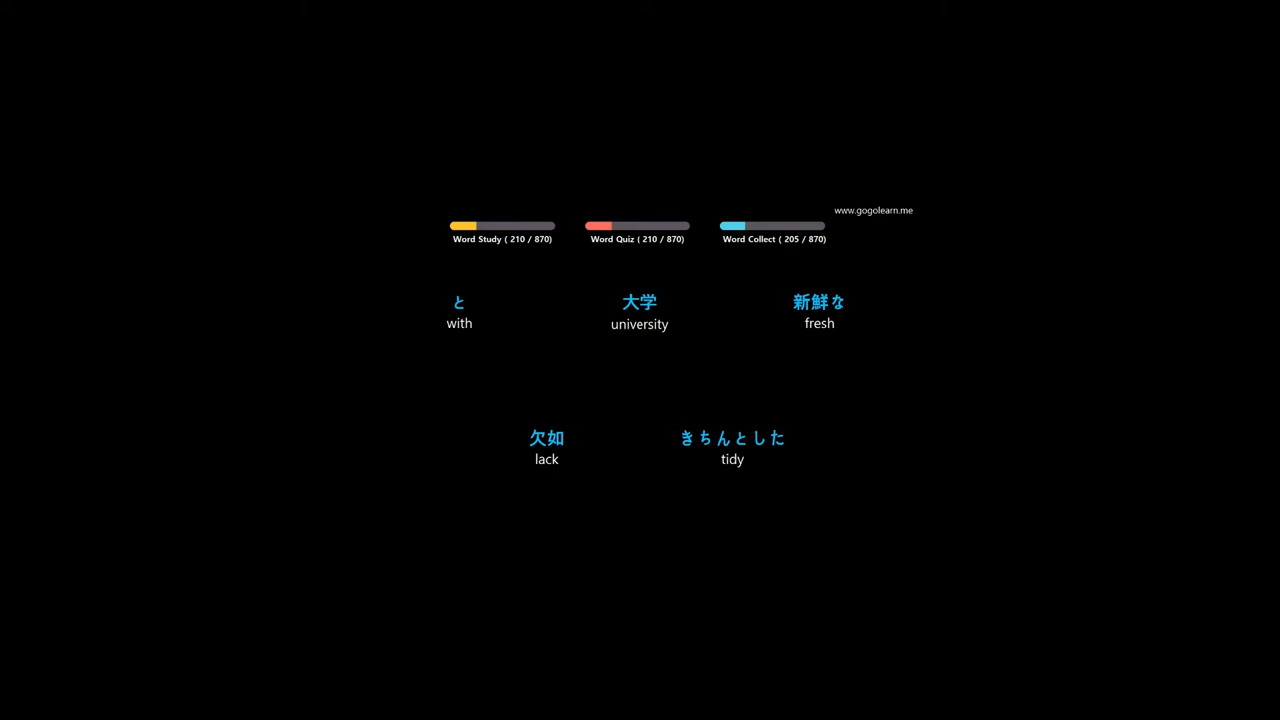 www.gogolearn.me
Word Study ( 210 / 870)
Word Quiz ( 210 / 870)
Word Collect ( 205 / 870)
と
with
大学
university
新鮮な
fresh
欠如
lack
きちんとした
tidy